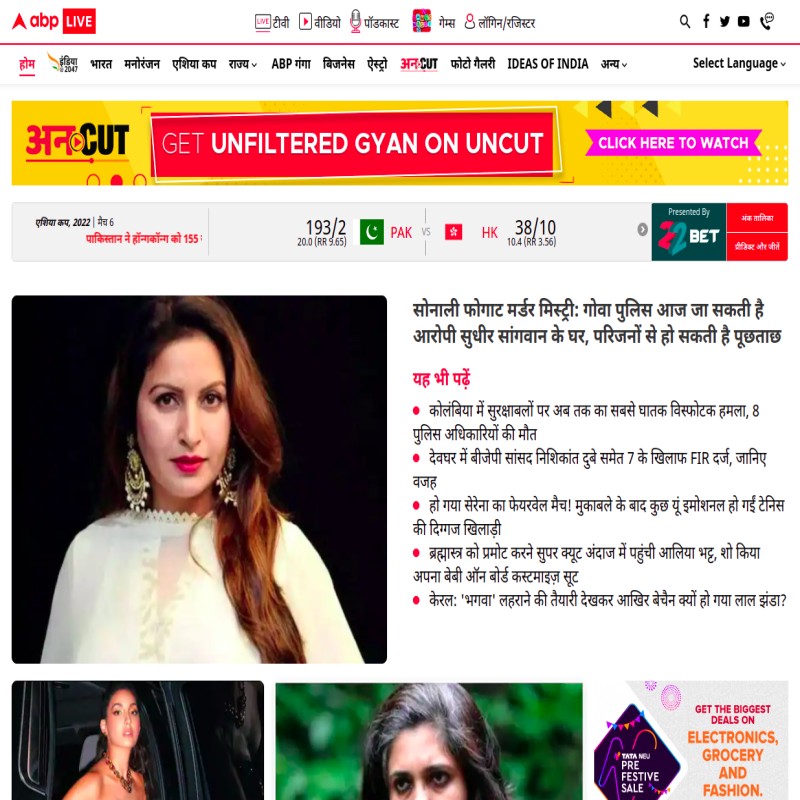 abp LIVE
LIVE टीवी वीडियो पॉडकास्ट गेम्स लॉगिन/रजिस्टर
होम इंडिया @2047 भारत मनोरंजन एशिया कप राज्य ABP गंगा बिजनेस ऐस्ट्रो अनCUT फोटो गैलरी IDEAS OF INDIA अन्य Select Language
अनCUT GET UNFILTERED GYAN ON UNCUT CLICK HERE TO WATCH
एशिया कप, 2022 | मैच 6
पाकिस्तान ने हॉन्गकॉन्ग को 155
193/2 PAK VS HK 38/10
20.0 (RR 9.65) 10.4 (RR 3.56)
Presented By
22BET
अंक तालिका
प्रीडिक्ट और जीतें
सोनाली फोगाट मर्डर मिस्ट्री: गोवा पुलिस आज जा सकती है
आरोपी सुधीर सांगवान के घर, परिजनों से हो सकती है पूछताछ
यह भी पढ़ें
कोलंबिया में सुरक्षाबलों पर अब तक का सबसे घातक विस्फोटक हमला, 8
पुलिस अधिकारियों की मौत
देवघर में बीजेपी सांसद निशिकांत दुबे समेत 7 के खिलाफ FIR दर्ज, जानिए
वजह
हो गया सेरेना का फेयरवेल मैच! मुकाबले के बाद कुछ यूं इमोशनल हो गईं टेनिस
की दिग्गज खिलाड़ी
ब्रह्मास्त्र को प्रमोट करने सुपर क्यूट अंदाज में पहुंची आलिया भट्ट, शो किया
अपना बेबी ऑन बोर्ड कस्टमाइज़ सूट
केरल: 'भगवा' लहराने की तैयारी देखकर आखिर बेचैन क्यों हो गया लाल झंडा?
TATA NEU
PRE
FESTIVE
SALE
GET THE BIGGEST
DEALS ON
ELECTRONICS,
GROCERY
AND
FASHION.